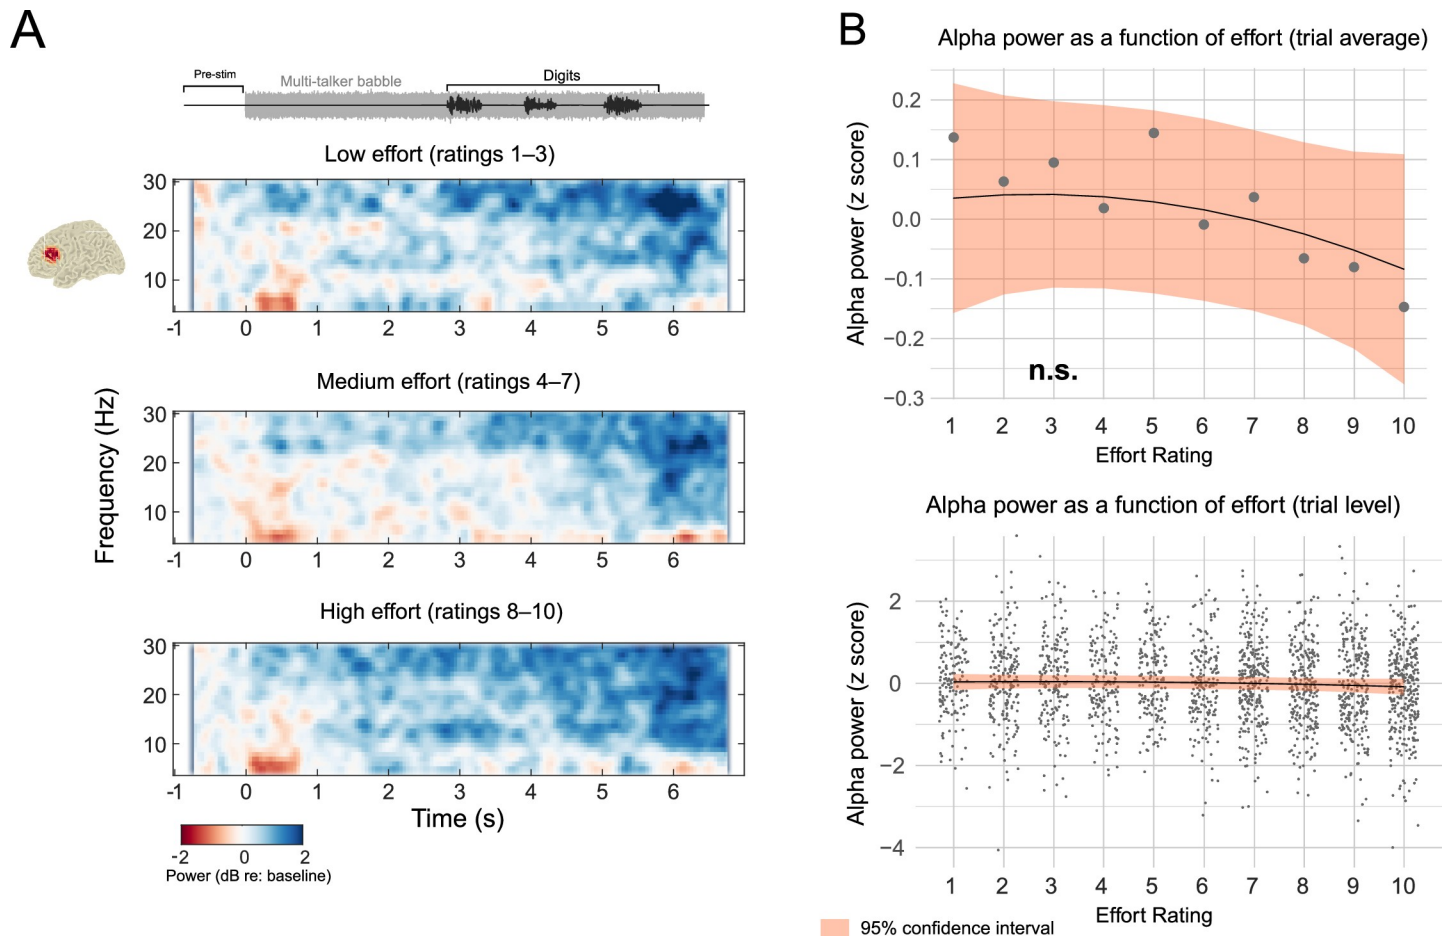 A
Pre-stim
Multi-talker babble
Digits
Low effort (ratings 1–3)
30
20
10
-1 0 1 2 3 4 5 6
Medium effort (ratings 4–7)
30
20
10
-1 0 1 2 3 4 5 6
High effort (ratings 8–10)
30
20
10
-1 0 1 2 3 4 5 6
Frequency (Hz)
Time (s)
-2 0 2
Power (dB re: baseline)
B
Alpha power as a function of effort (trial average)
Alpha power (z score)
0.2
0.1
0.0
−0.1
−0.2
−0.3
n.s.
1 2 3 4 5 6 7 8 9 10
Effort Rating
Alpha power as a function of effort (trial level)
Alpha power (z score)
2
0
−2
−4
1 2 3 4 5 6 7 8 9 10
Effort Rating
95% confidence interval